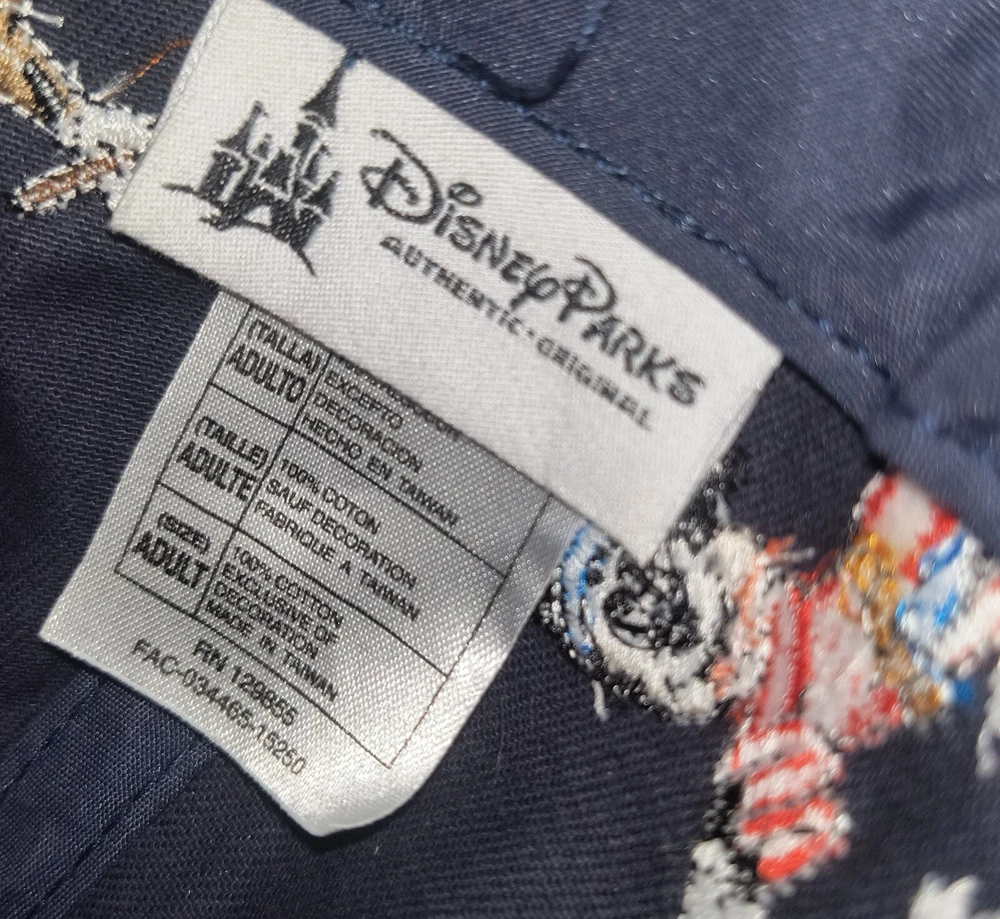 Disney Parks
AUTHENTIC • ORIGINAL
(TALLA)
ADULTO
EXCEPTO
DECORACION
HECHO EN TAIWAN
(TAILLE)
ADULTE
100% COTON
SAUF DECORATION
FABRIQUE A TAIWAN
(SIZE)
ADULT
100% COTTON
EXCLUSIVE OF
DECORATION
MADE IN TAIWAN
RN 129855
FAC-034465-15250